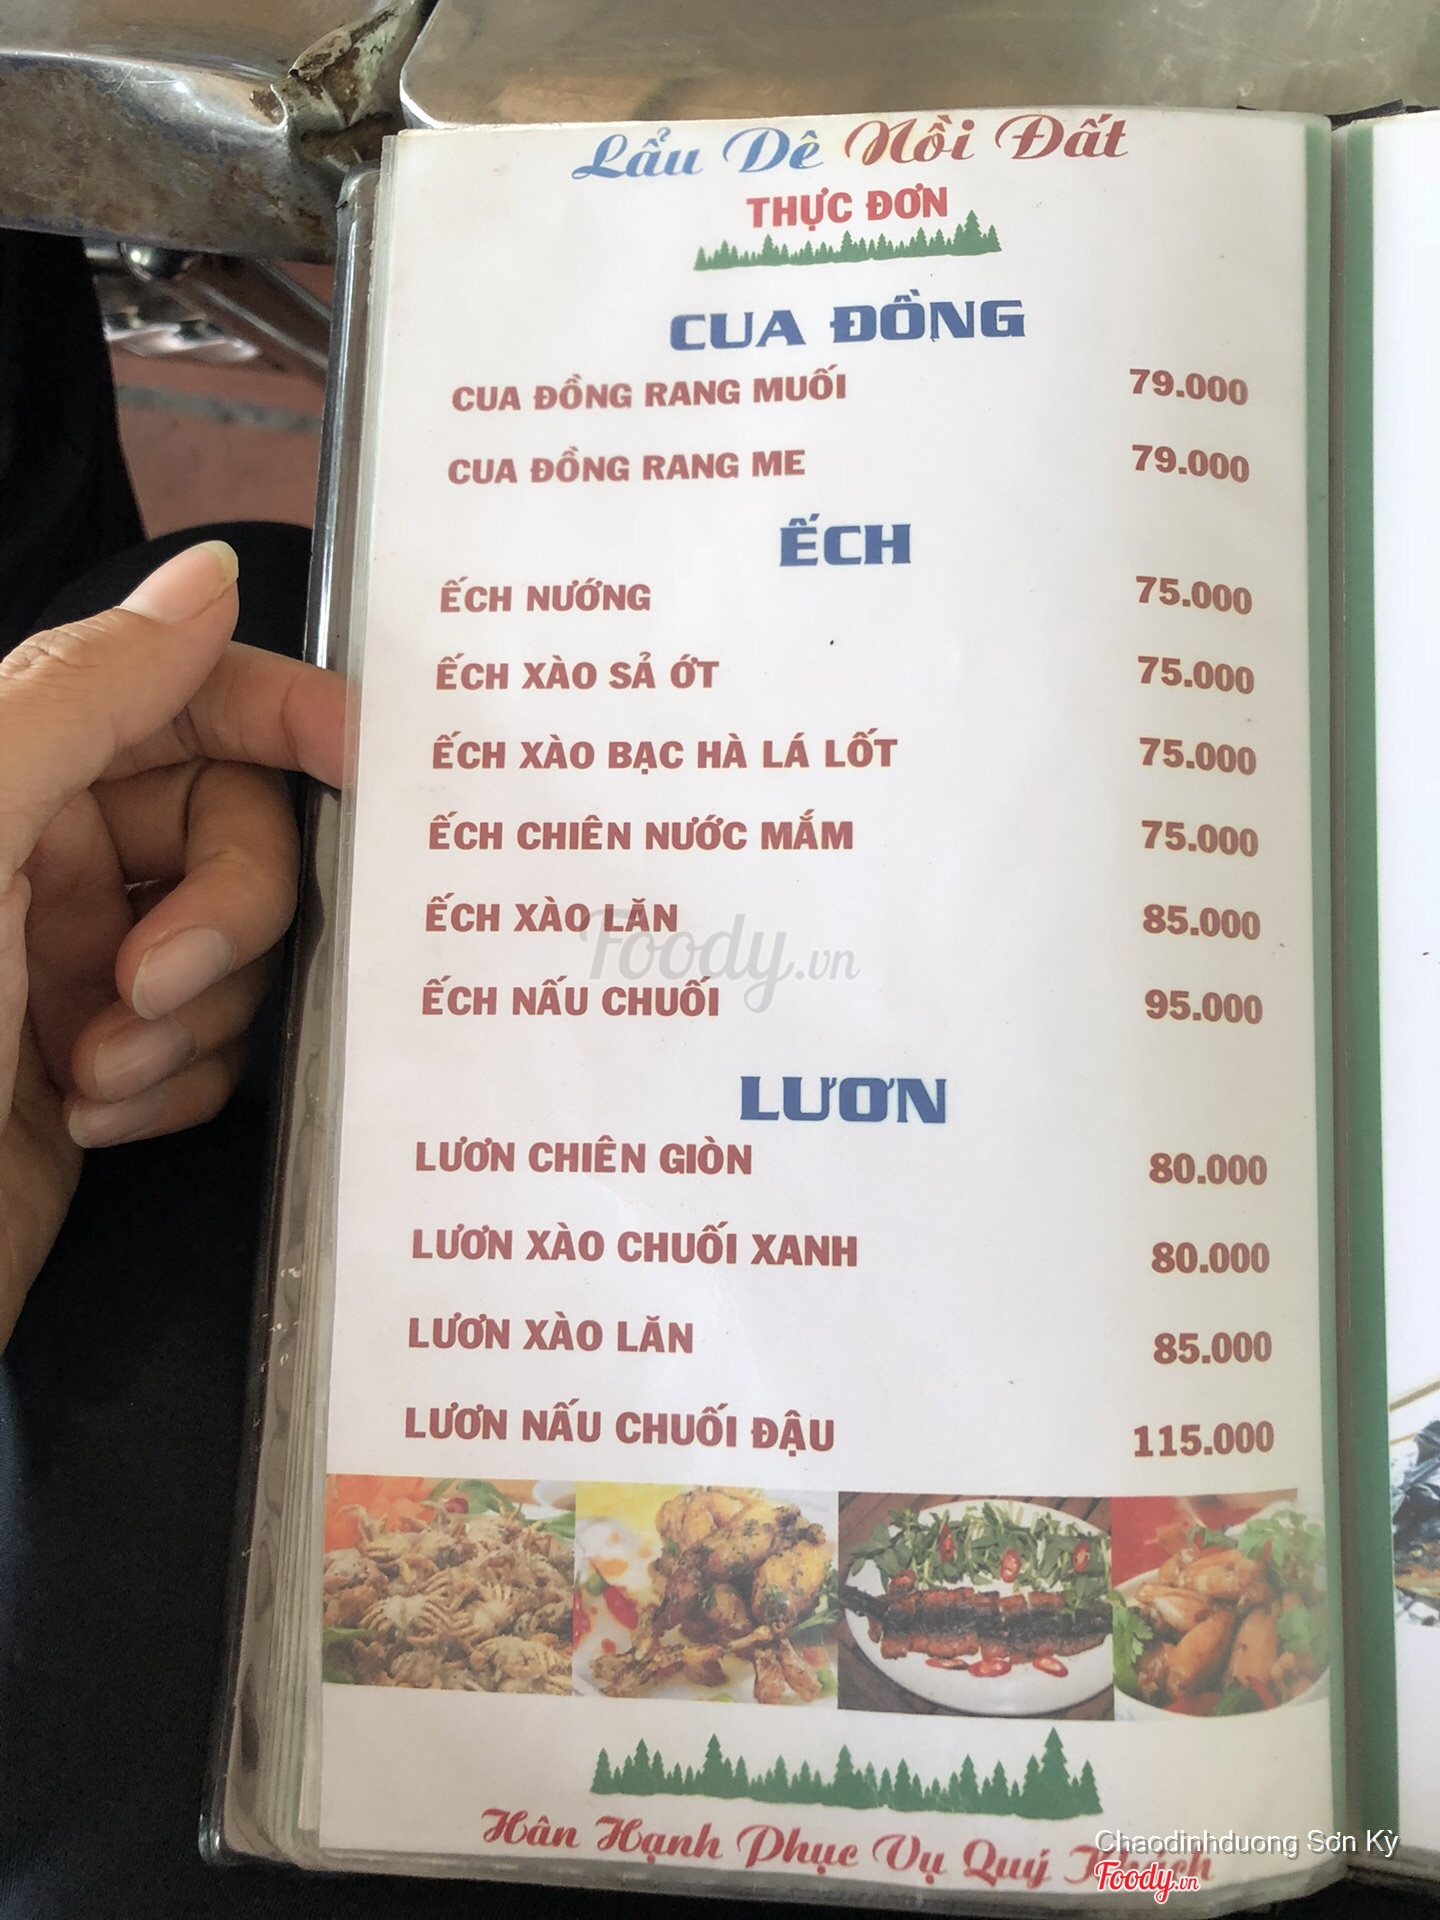 Lẩu Dê Nồi Đất
THỰC ĐƠN
CUA ĐỒNG
CUA ĐỒNG RANG MUỐI 79.000
CUA ĐỒNG RANG ME 79.000
ẾCH
ẾCH NƯỚNG 75.000
ẾCH XÀO SẢ ỚT 75.000
ẾCH XÀO BẠC HÀ LÁ LỐT 75.000
ẾCH CHIÊN NƯỚC MẮM 75.000
ẾCH XÀO LĂN 85.000
Foody.vn
ẾCH NẤU CHUỐI 95.000
LƯƠN
LƯƠN CHIÊN GIÒN 80.000
LƯƠN XÀO CHUỐI XANH 80.000
LƯƠN XÀO LĂN 85.000
LƯƠN NẤU CHUỐI ĐẬU 115.000
Hân Hạnh Phục Vụ Quý Khách
Chaodinhduong Sơn Kỳ
Foody.vn